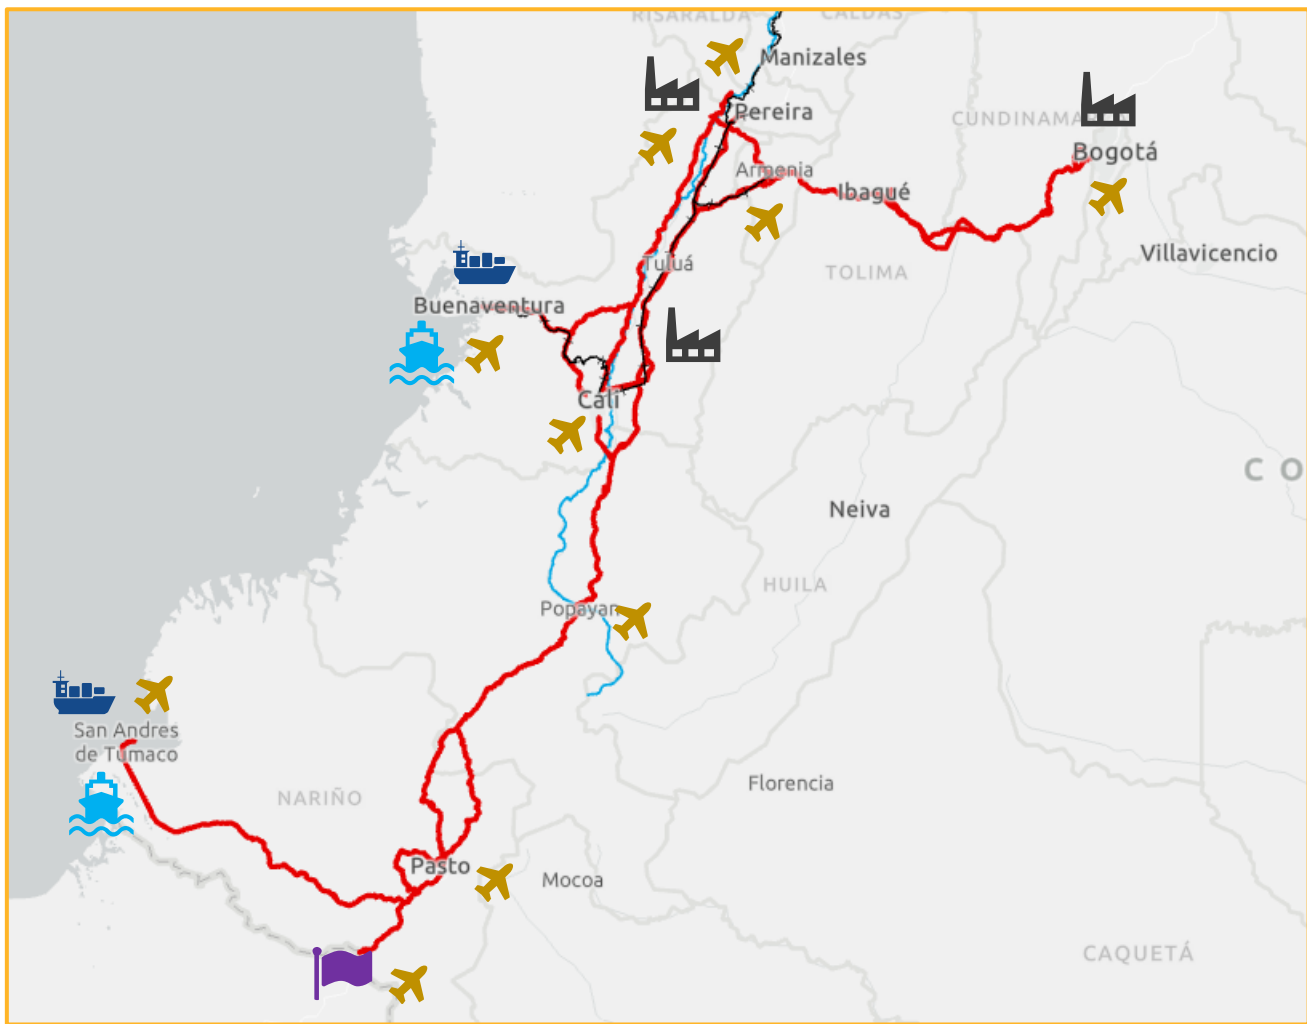 RISARALDA
CALDAS
Manizales
Pereira
CUNDINAMA
Bogotá
Armenia
Ibagué
Villavicencio
Tuluá
TOLIMA
Buenaventura
Cali
CO
Neiva
HUILA
Popayan
San Andres
de Tumaco
Florencia
NARIÑO
Pasto
Mocoa
CAQUETÁ